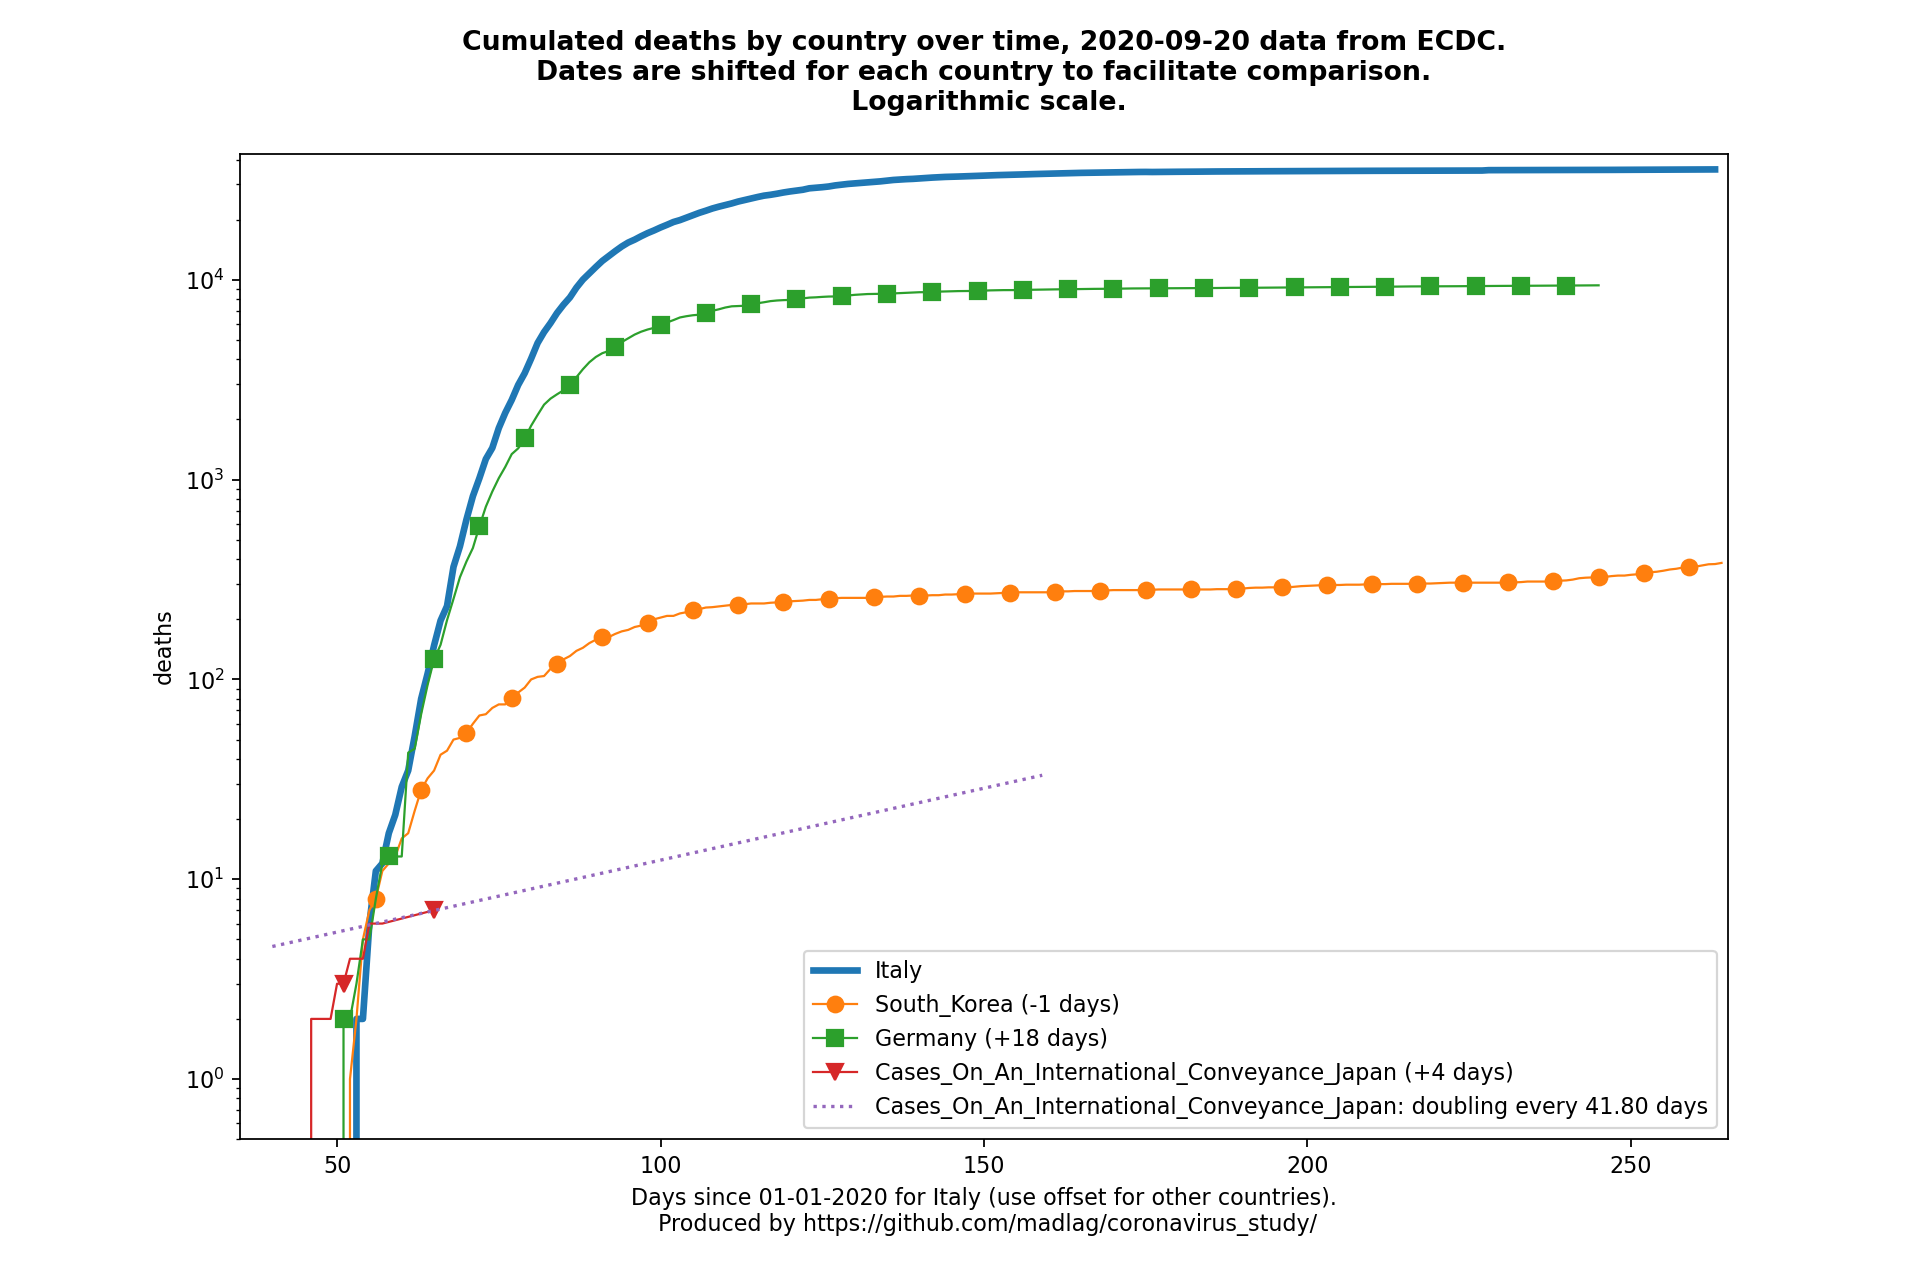 Cumulated deaths by country over time, 2020-09-20 data from ECDC.
Dates are shifted for each country to facilitate comparison.
Logarithmic scale.
10^4
10^3
10^2
10^1
10^0
deaths
Italy
South_Korea (-1 days)
Germany (+18 days)
Cases_On_An_International_Conveyance_Japan (+4 days)
Cases_On_An_International_Conveyance_Japan: doubling every 41.80 days
50 100 150 200 250
Days since 01-01-2020 for Italy (use offset for other countries).
Produced by https://github.com/madlag/coronavirus_study/